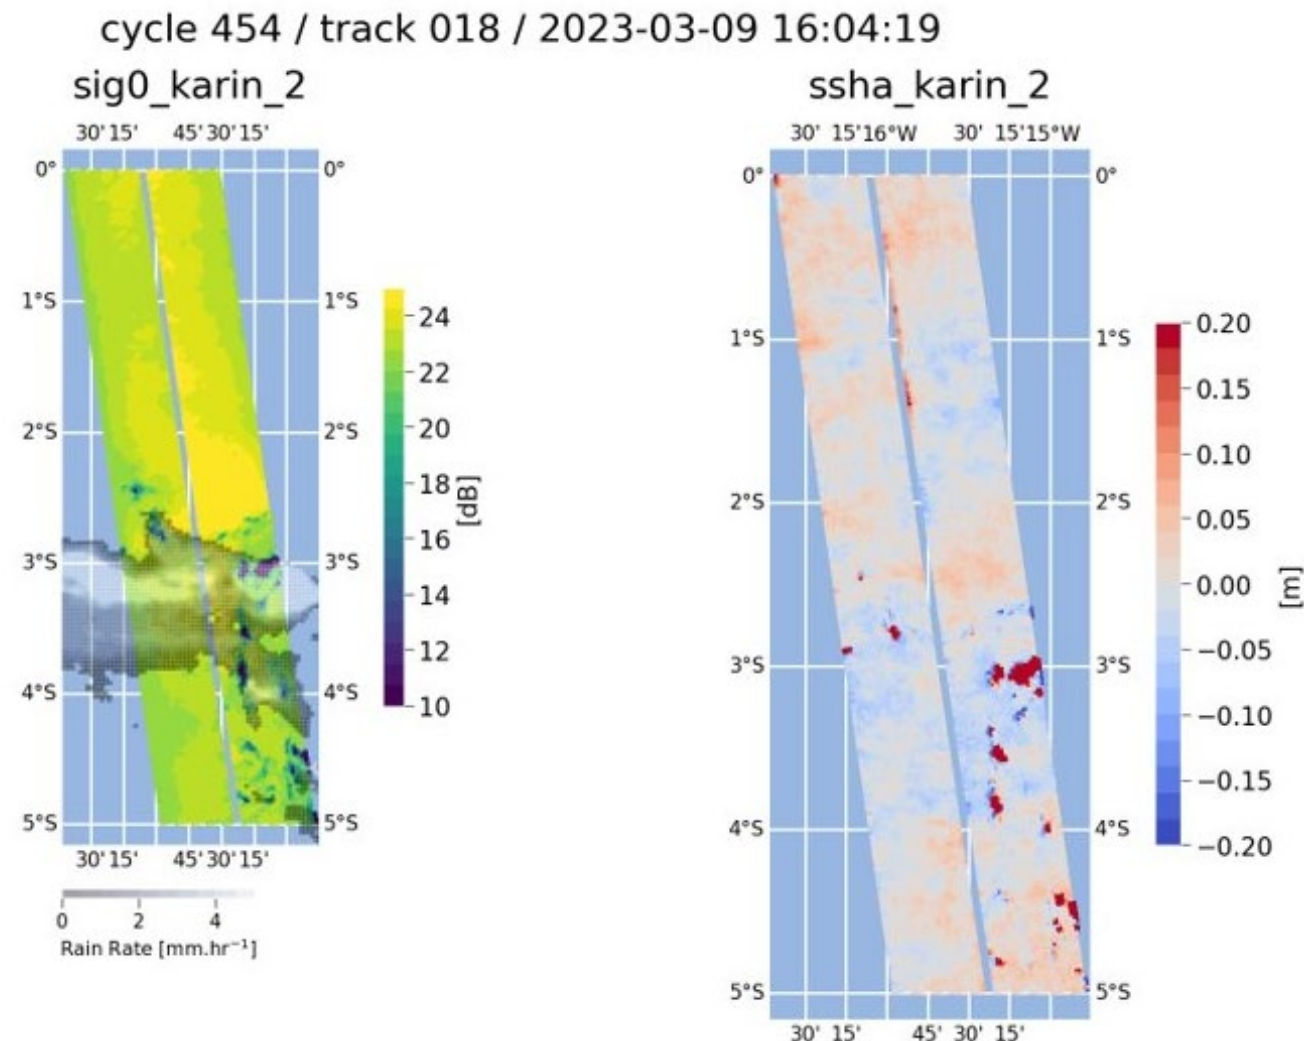 cycle 454 / track 018 / 2023-03-09 16:04:19
sig0_karin_2
30' 15' 45' 30' 15'
0° 0°
1°S 1°S
2°S 2°S
3°S 3°S
4°S 4°S
5°S 5°S
30' 15' 45' 30' 15'
24
22
20
18
16
14
12
10
[dB]
0 2 4
Rain Rate [mm.hr⁻¹]
ssha_karin_2
30' 15' 16°W 30' 15' 15°W
0° 0°
1°S 1°S
2°S 2°S
3°S 3°S
4°S 4°S
5°S 5°S
30' 15' 45' 30' 15'
0.20
0.15
0.10
0.05
0.00
−0.05
−0.10
−0.15
−0.20
[m]